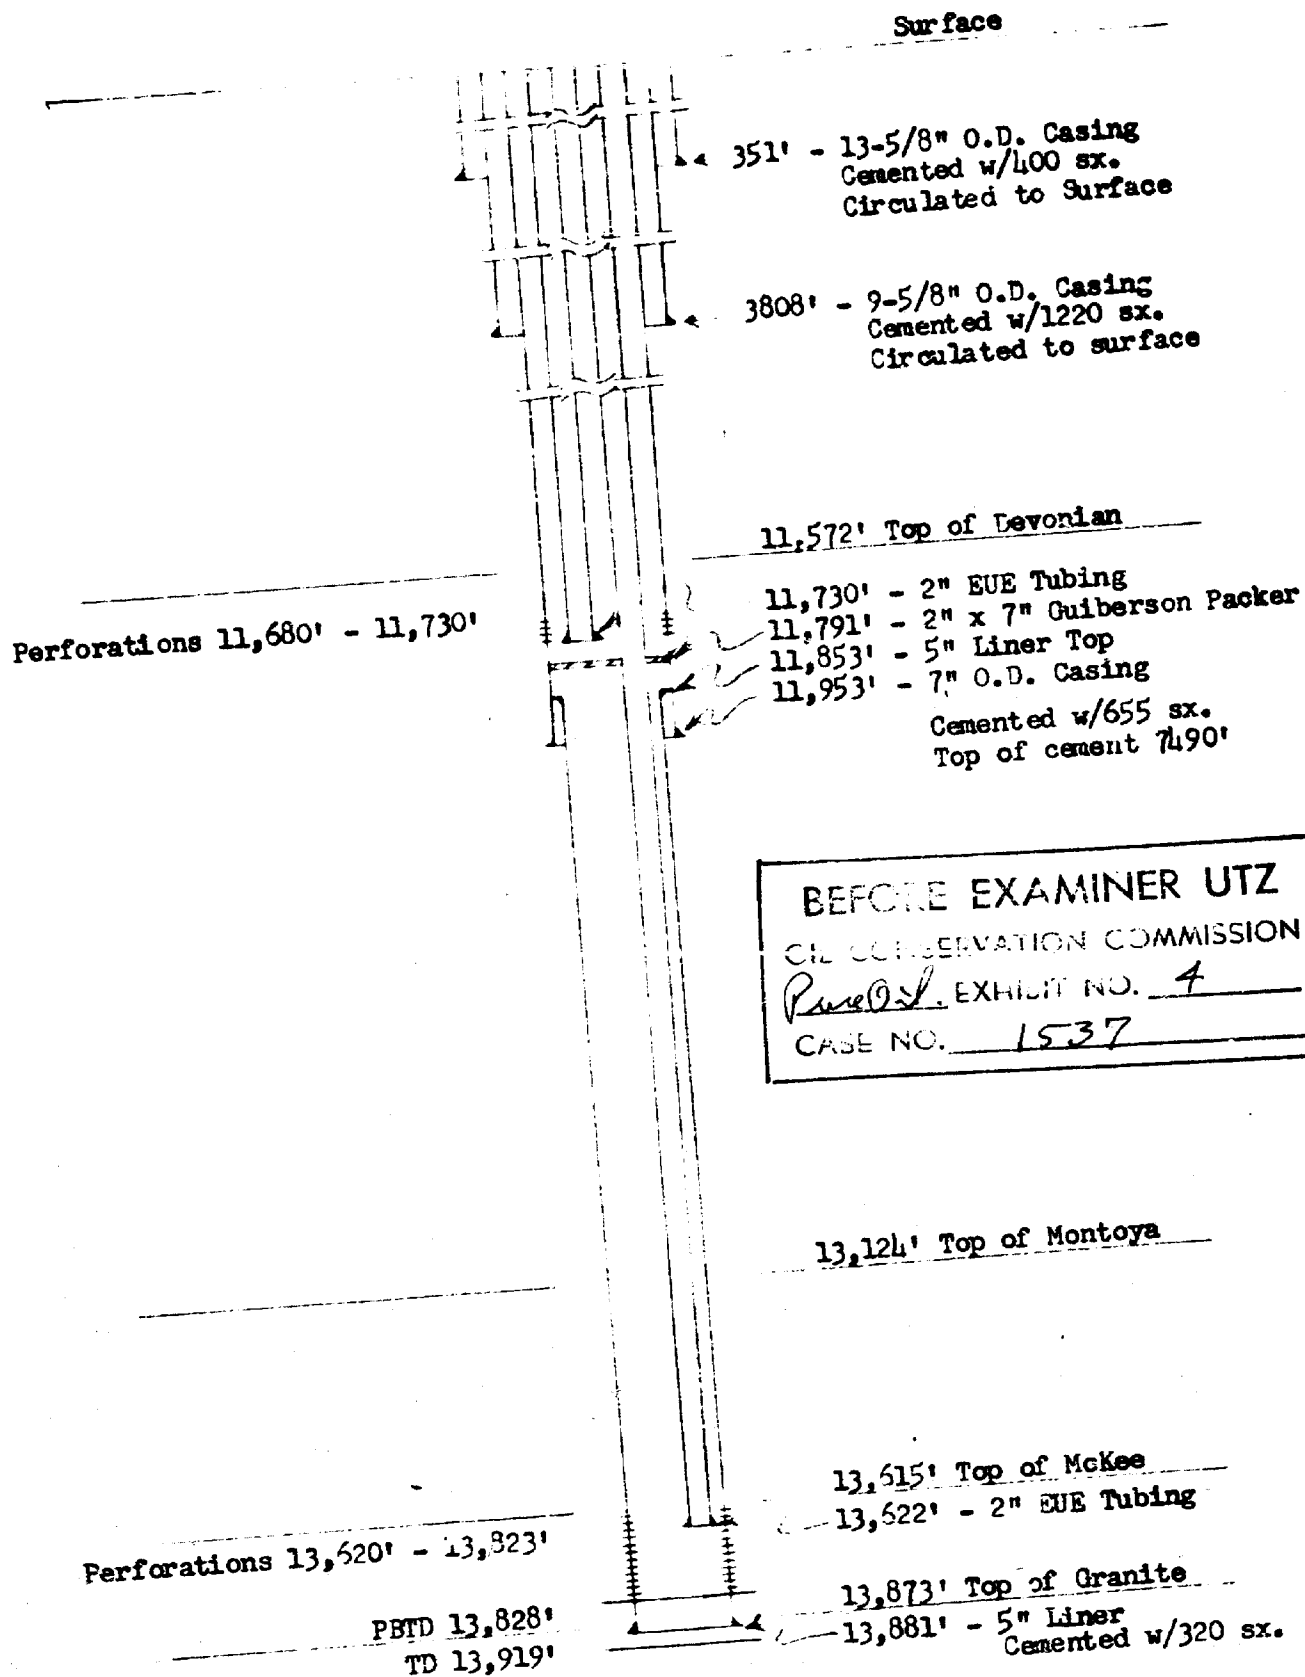 Surface
351' - 13-5/8" O.D. Casing
Cemented w/400 sx.
Circulated to Surface
3808' - 9-5/8" O.D. Casing
Cemented w/1220 sx.
Circulated to surface
11,572' Top of Devonian
Perforations 11,680' - 11,730'
11,730' - 2" EUE Tubing
11,791' - 2" x 7" Guiberson Packer
11,853' - 5" Liner Top
11,953' - 7" O.D. Casing
Cemented w/655 sx.
Top of cement 7490'
BEFORE EXAMINER UTZ
OIL CONSERVATION COMMISSION
Pure Oil. EXHIBIT NO. 4
CASE NO. 1537
13,124' Top of Montoya
13,615' Top of McKee
13,622' - 2" EUE Tubing
Perforations 13,620' - 13,823'
13,873' Top of Granite
PBTD 13,828'
13,881' - 5" Liner
Cemented w/320 sx.
TD 13,919'